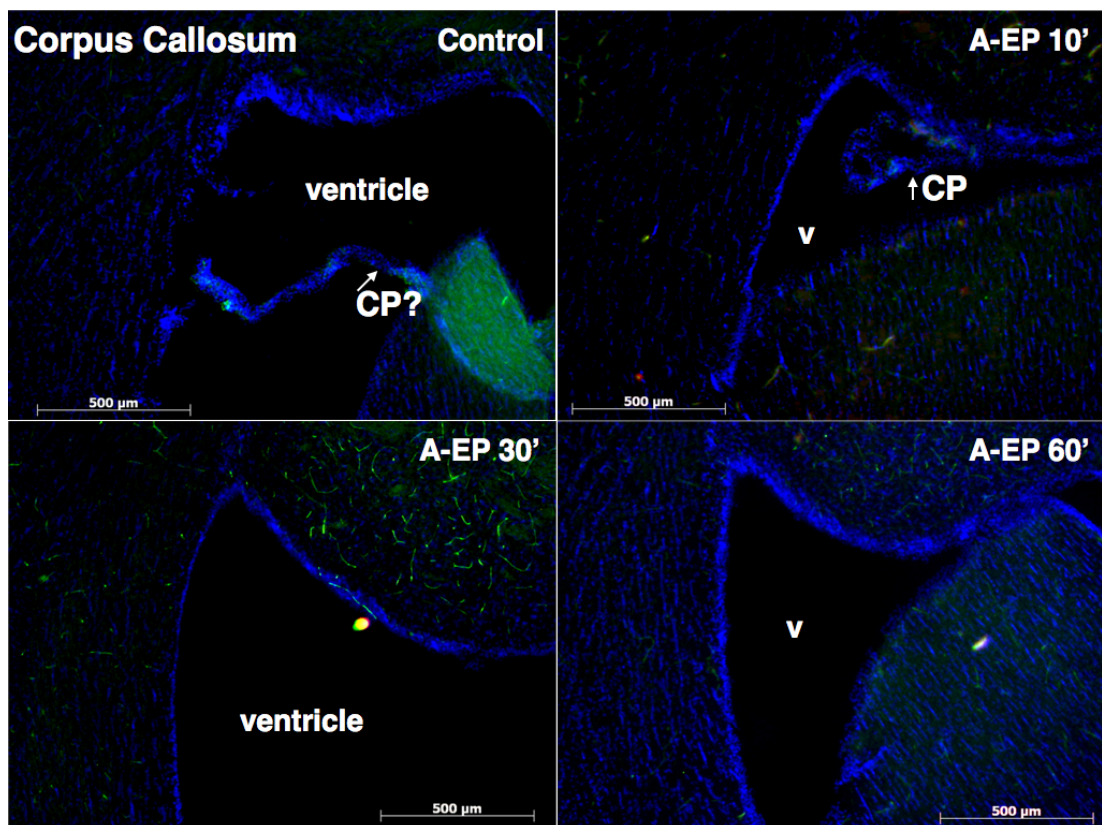 Corpus Callosum
Control
ventricle
CP?
500 µm
A-EP 10’
CP
v
500 µm
A-EP 30’
ventricle
500 µm
A-EP 60’
v
500 µm